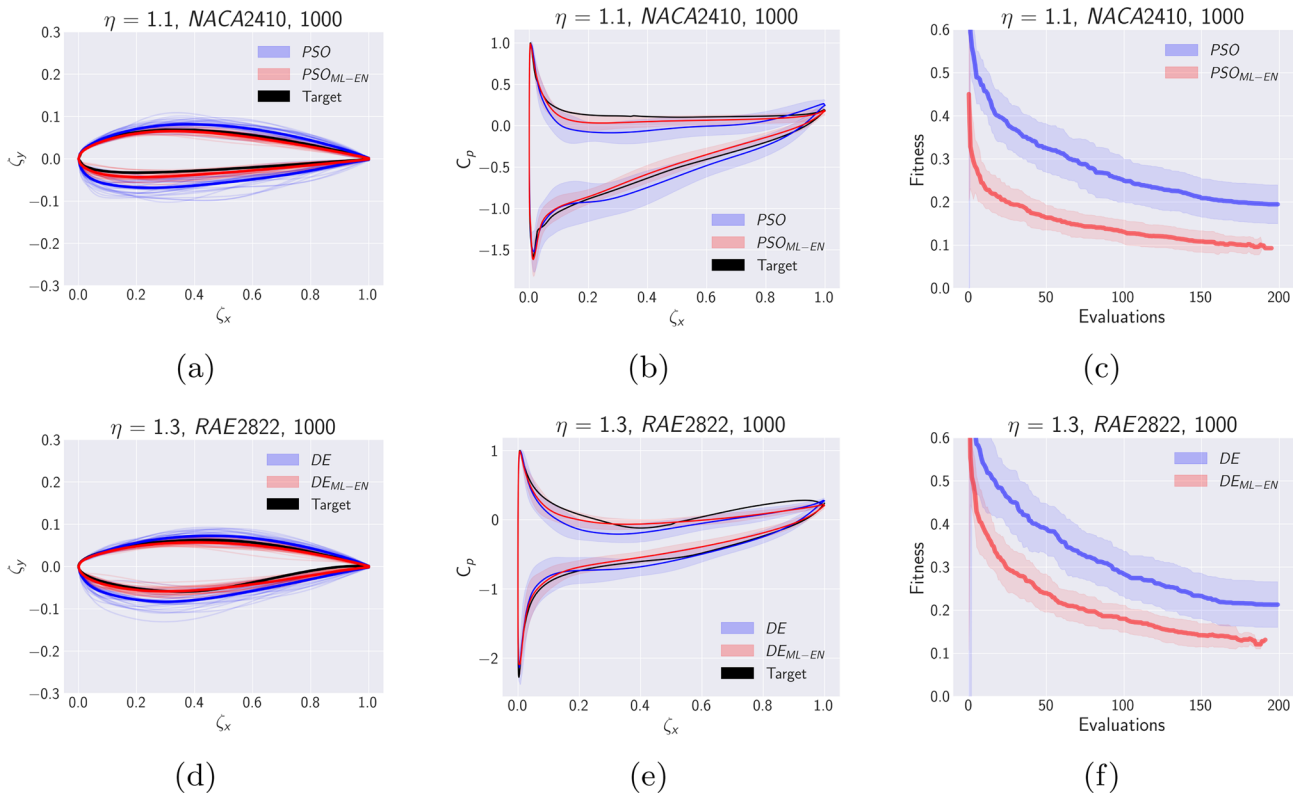 η = 1.1, NACA2410, 1000
0.3
0.2
0.1
0.0
−0.1
−0.2
−0.3
ζy
PSO
PSOML−EN
Target
0.0 0.2 0.4 0.6 0.8 1.0
ζx
(a)
η = 1.1, NACA2410, 1000
1.0
0.5
0.0
−0.5
−1.0
−1.5
Cp
PSO
PSOML−EN
Target
0.0 0.2 0.4 0.6 0.8 1.0
ζx
(b)
η = 1.1, NACA2410, 1000
0.6
0.5
0.4
0.3
0.2
0.1
0.0
Fitness
PSO
PSOML−EN
0 50 100 150 200
Evaluations
(c)
η = 1.3, RAE2822, 1000
0.3
0.2
0.1
0.0
−0.1
−0.2
−0.3
ζy
DE
DEML−EN
Target
0.0 0.2 0.4 0.6 0.8 1.0
ζx
(d)
η = 1.3, RAE2822, 1000
1
0
−1
−2
Cp
DE
DEML−EN
Target
0.0 0.2 0.4 0.6 0.8 1.0
ζx
(e)
η = 1.3, RAE2822, 1000
0.6
0.5
0.4
0.3
0.2
0.1
0.0
Fitness
DE
DEML−EN
0 50 100 150 200
Evaluations
(f)